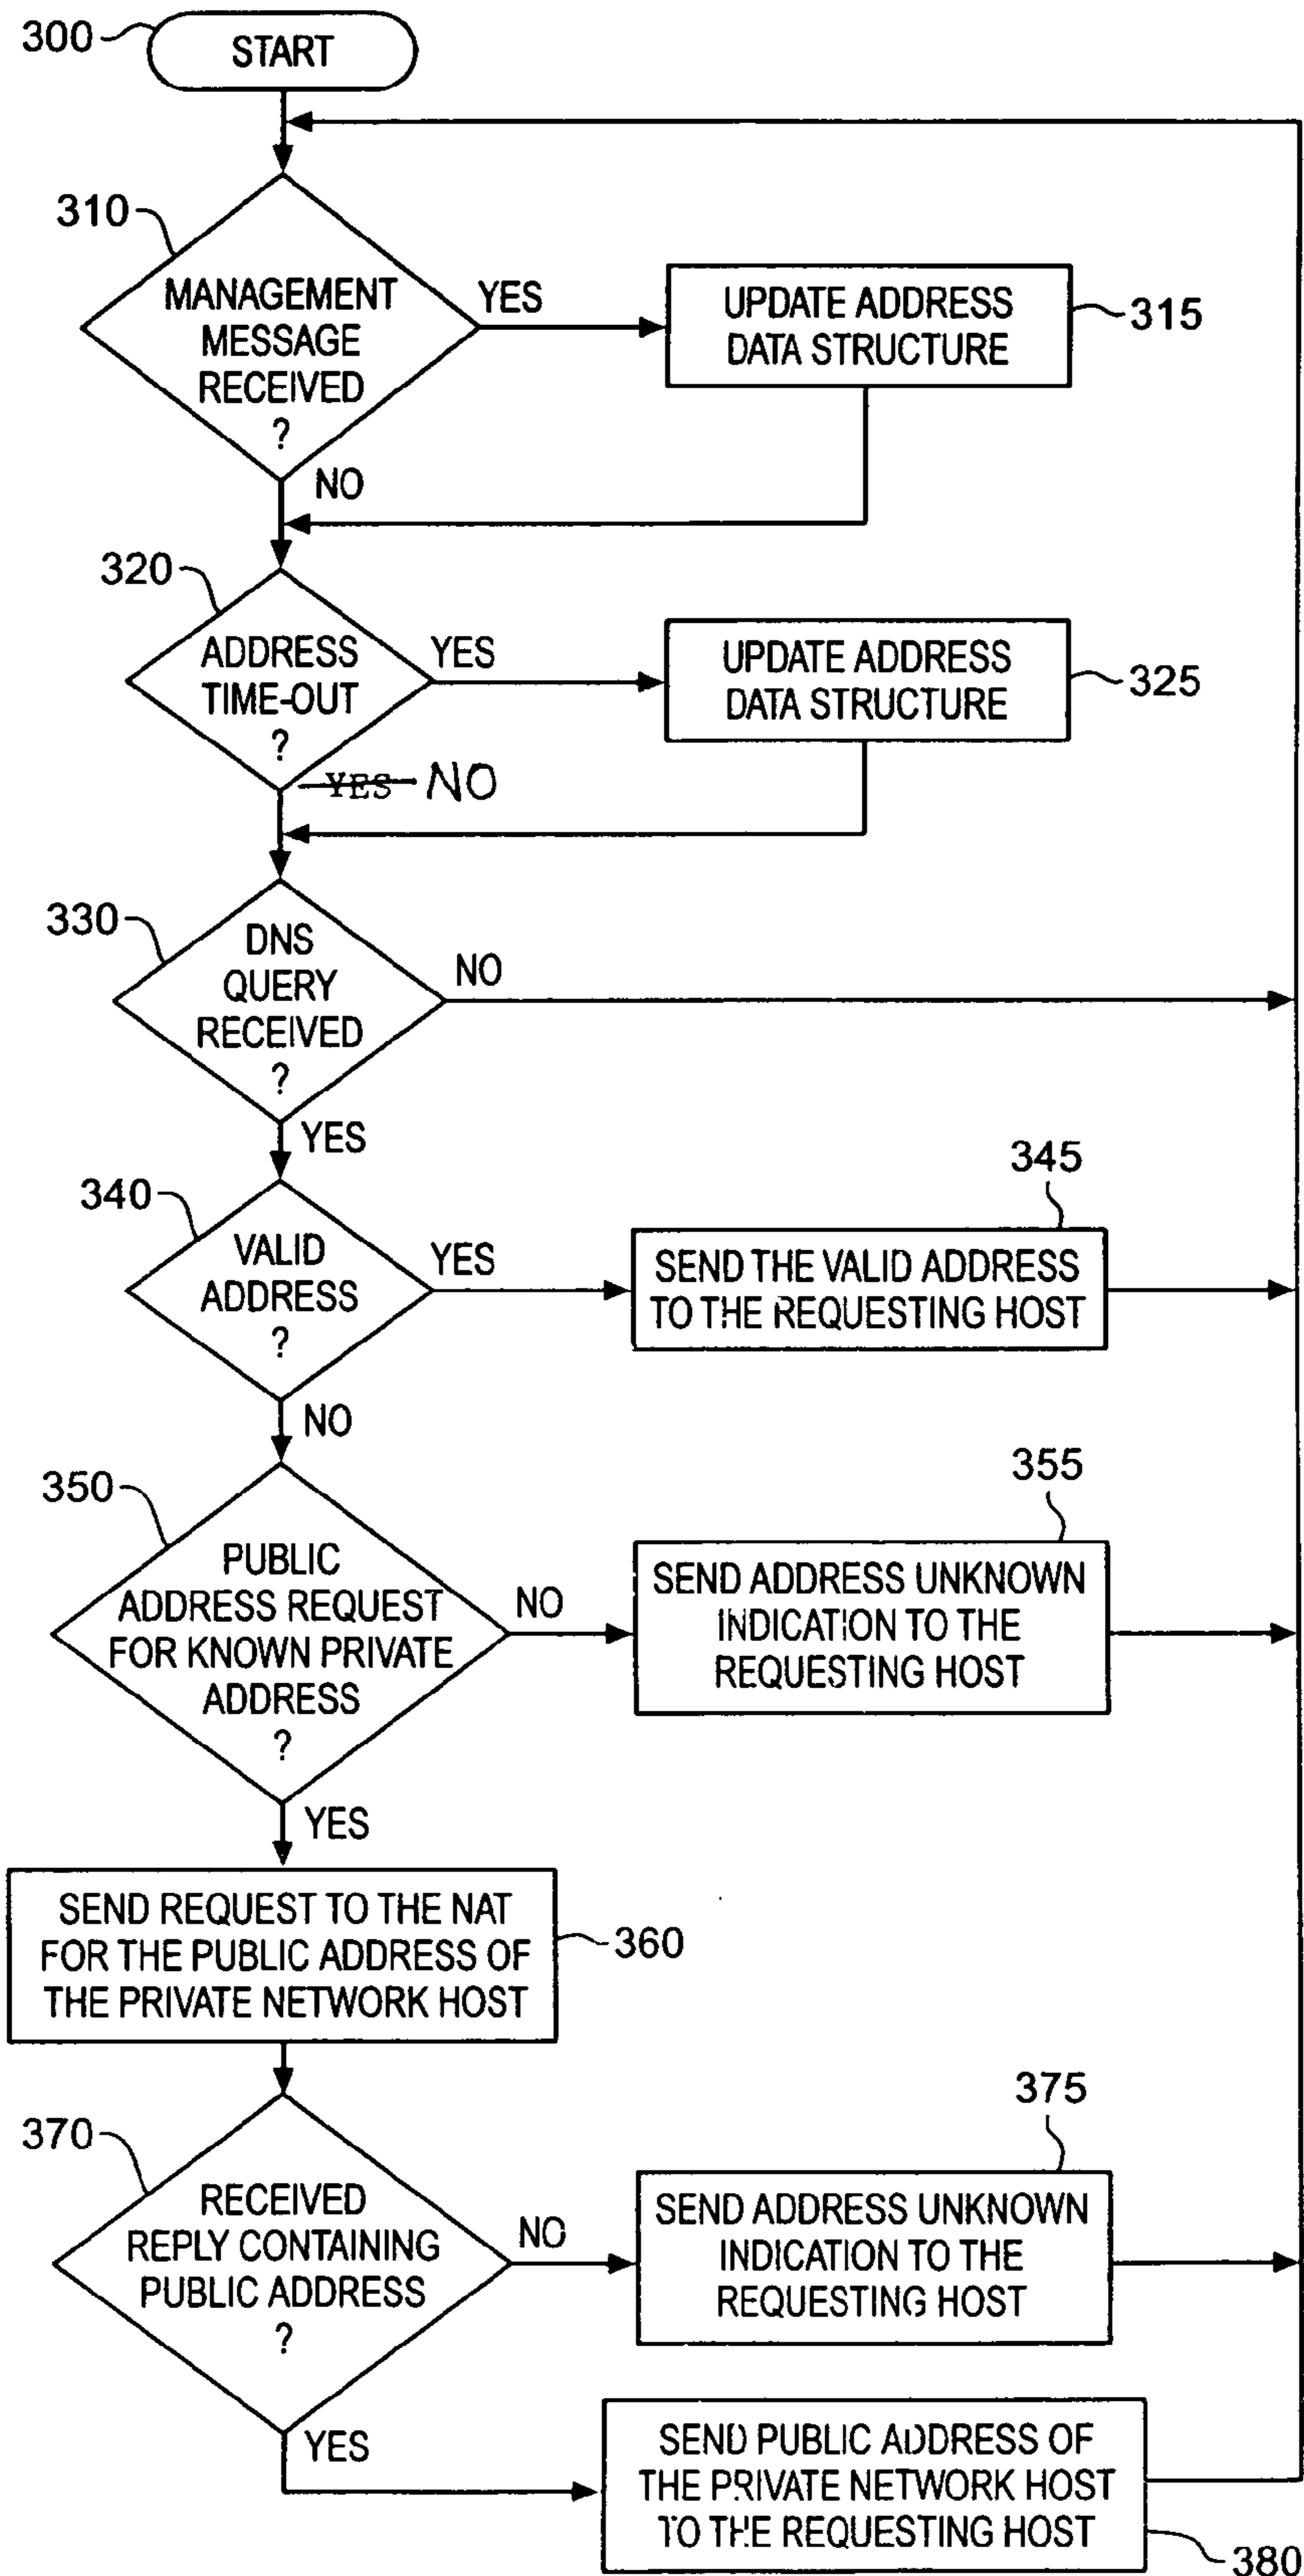 300
START
310
MANAGEMENT
MESSAGE
RECEIVED
?
YES
UPDATE ADDRESS
DATA STRUCTURE
315
NO
320
ADDRESS
TIME-OUT
?
YES
UPDATE ADDRESS
DATA STRUCTURE
325
YES NO
330
DNS
QUERY
RECEIVED
?
NO
YES
340
VALID
ADDRESS
?
YES
345
SEND THE VALID ADDRESS
TO THE REQUESTING HOST
NO
350
PUBLIC
ADDRESS REQUEST
FOR KNOWN PRIVATE
ADDRESS
?
NO
355
SEND ADDRESS UNKNOWN
INDICATION TO THE
REQUESTING HOST
YES
SEND REQUEST TO THE NAT
FOR THE PUBLIC ADDRESS OF
THE PRIVATE NETWORK HOST
360
370
RECEIVED
REPLY CONTAINING
PUBLIC ADDRESS
?
NO
375
SEND ADDRESS UNKNOWN
INDICATION TO THE
REQUESTING HOST
YES
SEND PUBLIC ADDRESS OF
THE PRIVATE NETWORK HOST
TO THE REQUESTING HOST
380